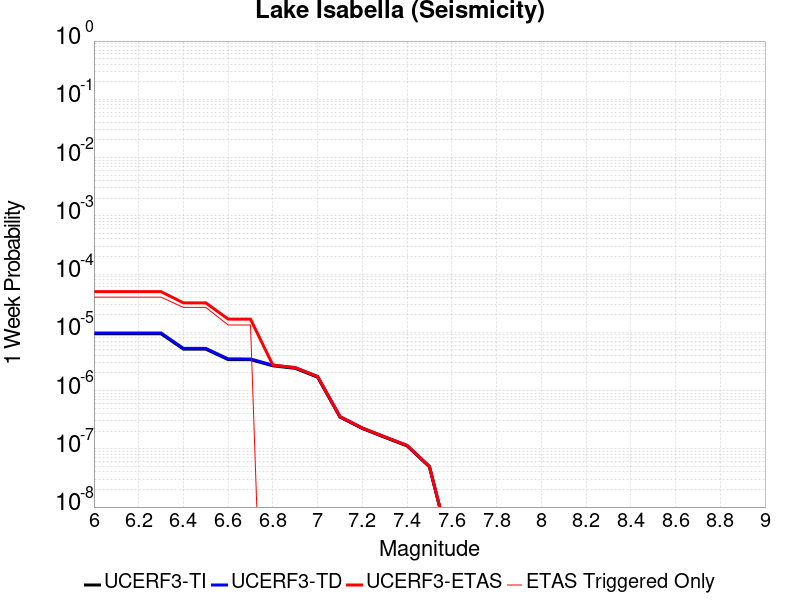 Lake Isabella (Seismicity)
10^0
10^-1
10^-2
10^-3
10^-4
10^-5
10^-6
10^-7
10^-8
1 Week Probability
6 6.2 6.4 6.6 6.8 7 7.2 7.4 7.6 7.8 8 8.2 8.4 8.6 8.8 9
Magnitude
UCERF3-TI UCERF3-TD UCERF3-ETAS ETAS Triggered Only